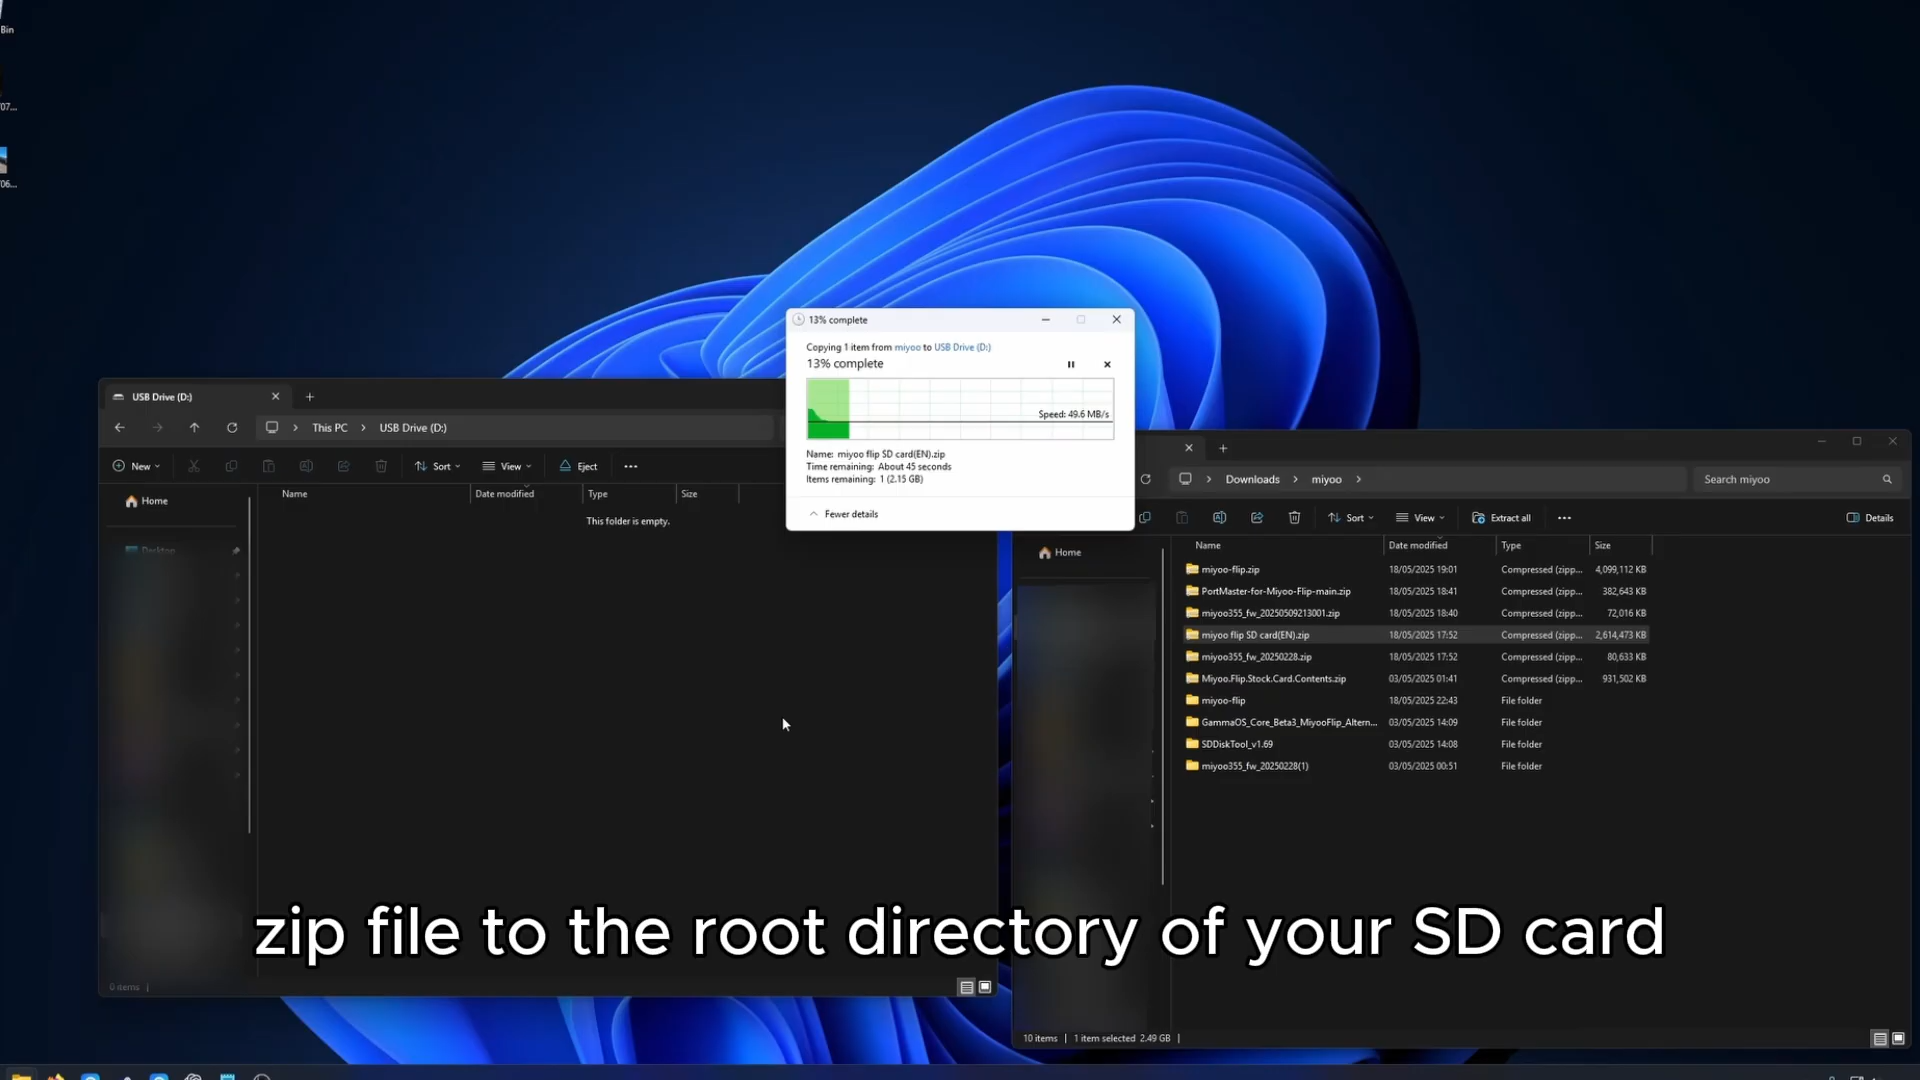 Bin
07...
06...
13% complete
Copying 1 item from miyoo to USB Drive (D:)
13% complete
Speed: 49.6 MB/s
Name: miyoo flip SD card(EN).zip
Time remaining: About 45 seconds
Items remaining: 1 (2.15 GB)
Fewer details
USB Drive (D:)
This PC > USB Drive (D:)
New Sort View Eject
Home
Desktop
Name Date modified Type Size
This folder is empty.
0 items
Downloads > miyoo >
Search miyoo
Sort View Extract all Details
Home
Name Date modified Type Size
miyoo-flip.zip 18/05/2025 19:01 Compressed (zipp... 4,099,112 KB
PortMaster-for-Miyoo-Flip-main.zip 18/05/2025 18:41 Compressed (zipp... 382,643 KB
miyoo355_fw_20250509213001.zip 18/05/2025 18:40 Compressed (zipp... 72,016 KB
miyoo flip SD card(EN).zip 18/05/2025 17:52 Compressed (zipp... 2,614,473 KB
miyoo355_fw_20250228.zip 18/05/2025 17:52 Compressed (zipp... 80,633 KB
Miyoo.Flip.Stock.Card.Contents.zip 03/05/2025 01:41 Compressed (zipp... 931,502 KB
miyoo-flip 18/05/2025 22:43 File folder
GammaOS_Core_Beta3_MiyooFlip_Altern... 03/05/2025 14:09 File folder
SDDiskTool_v1.69 03/05/2025 14:08 File folder
miyoo355_fw_20250228(1) 03/05/2025 00:51 File folder
10 items | 1 item selected 2.49 GB |
zip file to the root directory of your SD card